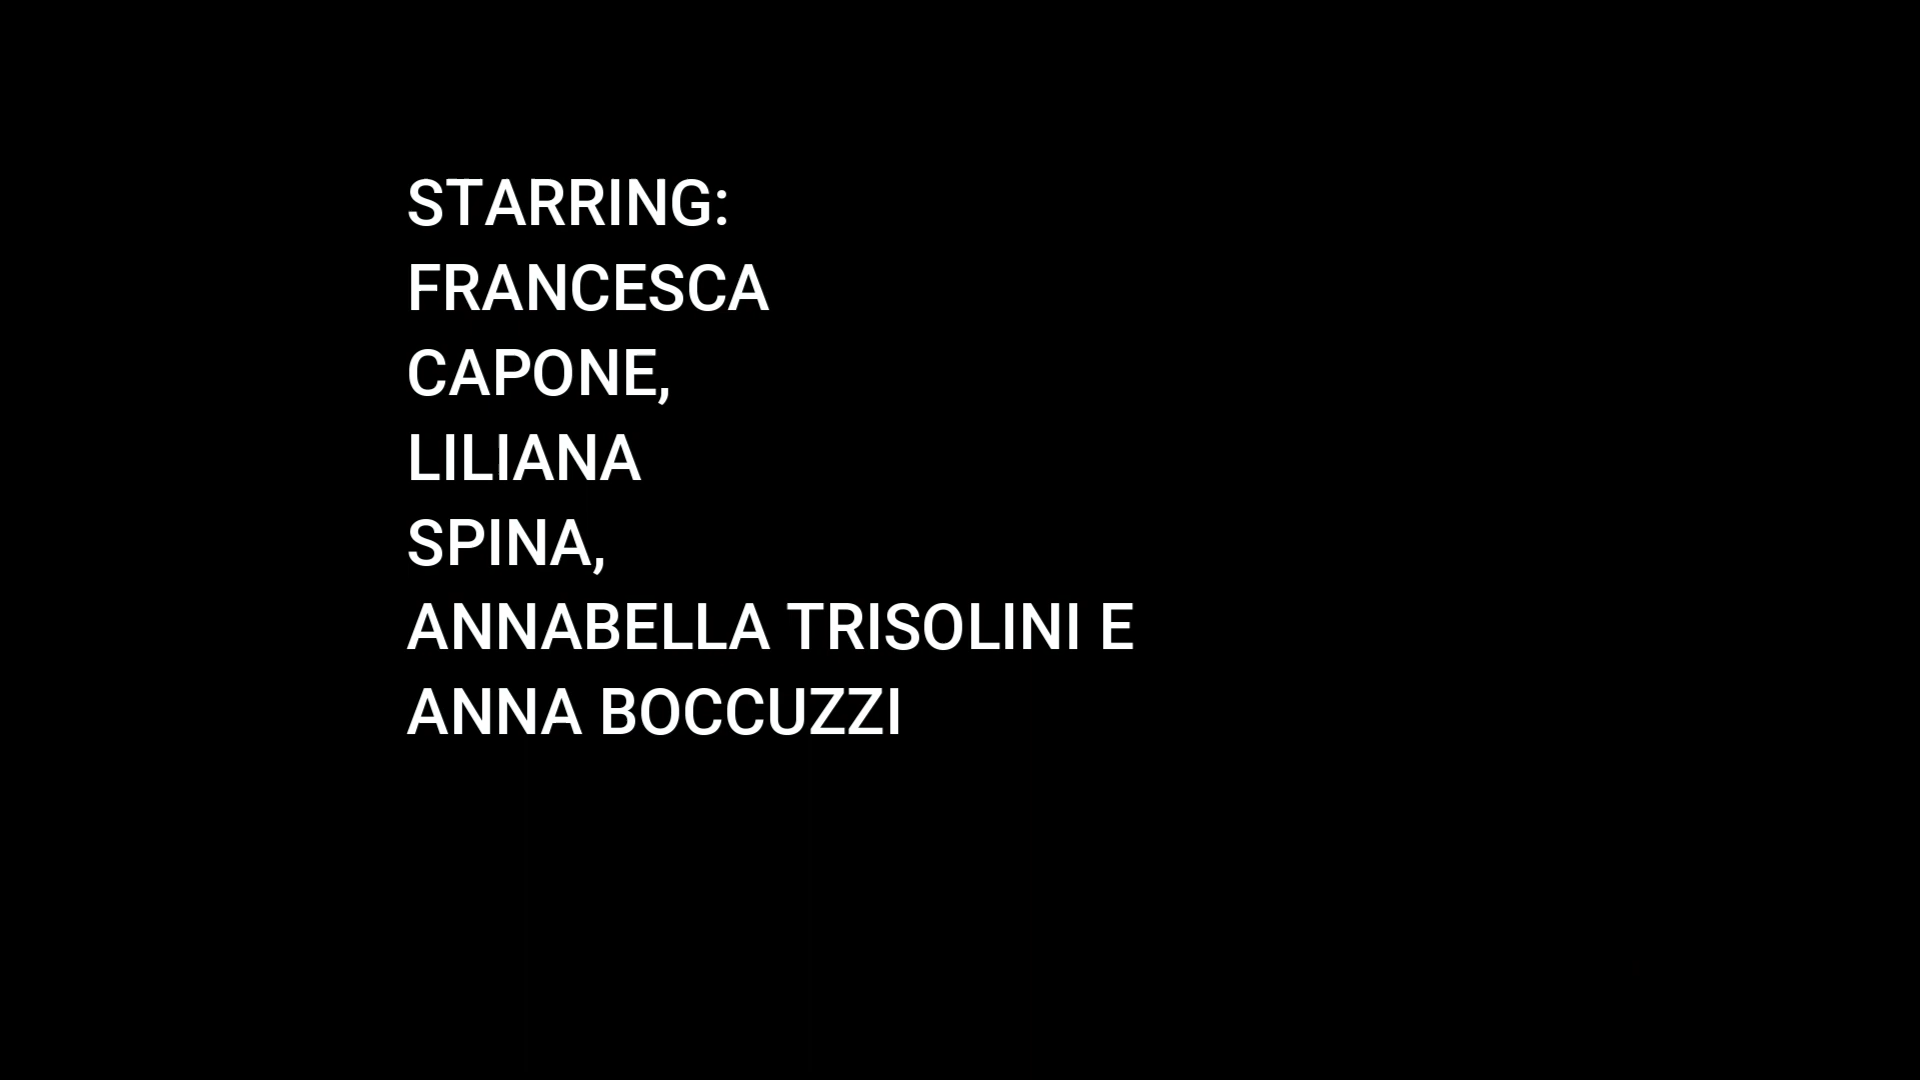 STARRING:
FRANCESCA
CAPONE,
LILIANA
SPINA,
ANNABELLA TRISOLINI E
ANNA BOCCUZZI